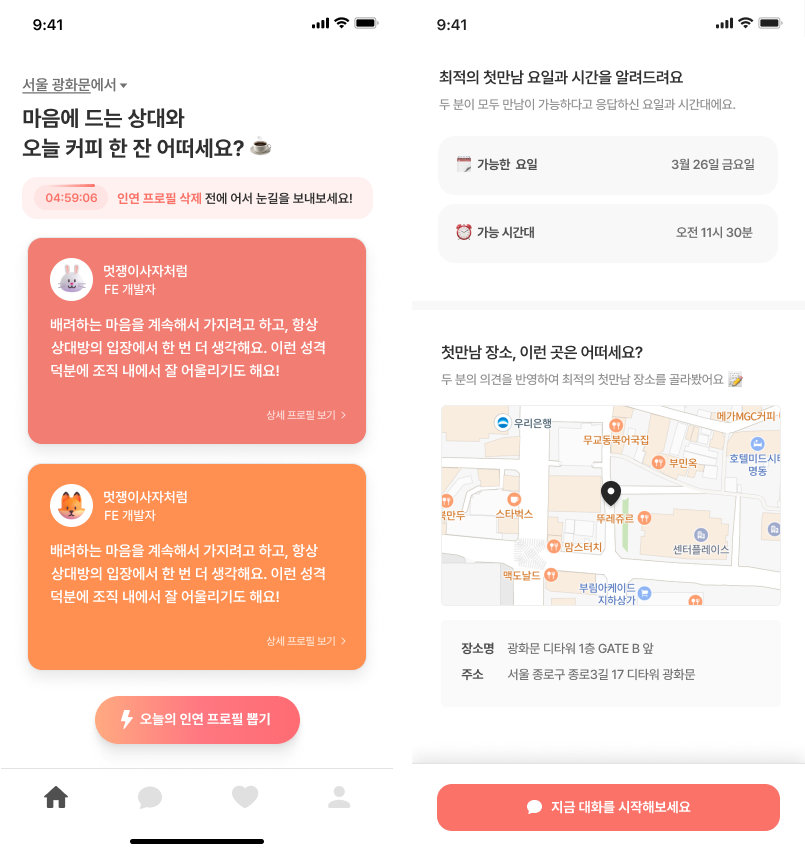 9:41
서울 광화문에서
마음에 드는 상대와
오늘 커피 한 잔 어떠세요?
04:59:06 인연 프로필 삭제 전에 어서 눈길을 보내보세요!
멋쟁이사자처럼
FE 개발자
배려하는 마음을 계속해서 가지려고 하고, 항상
상대방의 입장에서 한 번 더 생각해요. 이런 성격
덕분에 조직 내에서 잘 어울리기도 해요!
상세 프로필 보기
멋쟁이사자처럼
FE 개발자
배려하는 마음을 계속해서 가지려고 하고, 항상
상대방의 입장에서 한 번 더 생각해요. 이런 성격
덕분에 조직 내에서 잘 어울리기도 해요!
상세 프로필 보기
오늘의 인연 프로필 뽑기
9:41
최적의 첫만남 요일과 시간을 알려드려요
두 분이 모두 만남이 가능하다고 응답하신 요일과 시간대에요.
가능한 요일 3월 26일 금요일
가능 시간대 오전 11시 30분
첫만남 장소, 이런 곳은 어떠세요?
두 분의 의견을 반영하여 최적의 첫만남 장소를 골라봤어요
메가MGC커피
우리은행
무교동북어국집
부민옥
호텔미드시티
명동
북만두
스타벅스
뚜레쥬르
맘스터치
센터플레이스
맥도날드
부림아케이드
지하상가
장소명 광화문 디타워 1층 GATE B 앞
주소 서울 종로구 종로3길 17 디타워 광화문
지금 대화를 시작해보세요